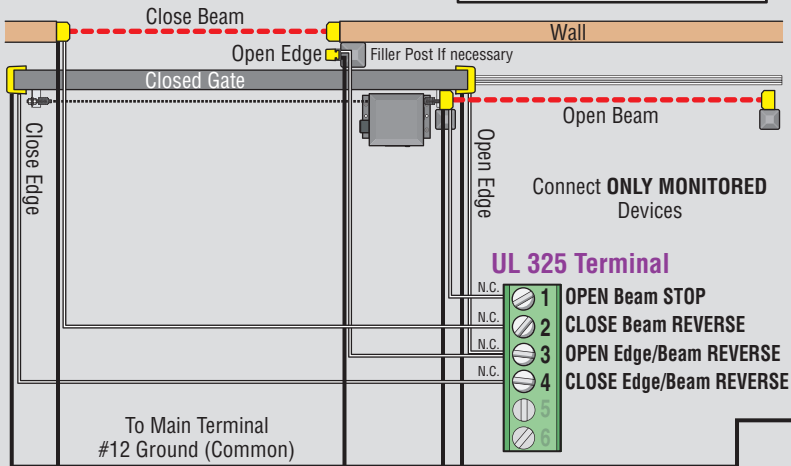 Close Beam
Wall
Open Edge
Filler Post If necessary
Closed Gate
Close Edge
Open Edge
Open Beam
Connect ONLY MONITORED
Devices
UL 325 Terminal
N.C. 1 OPEN Beam STOP
N.C. 2 CLOSE Beam REVERSE
N.C. 3 OPEN Edge/Beam REVERSE
N.C. 4 CLOSE Edge/Beam REVERSE
5
6
To Main Terminal
#12 Ground (Common)